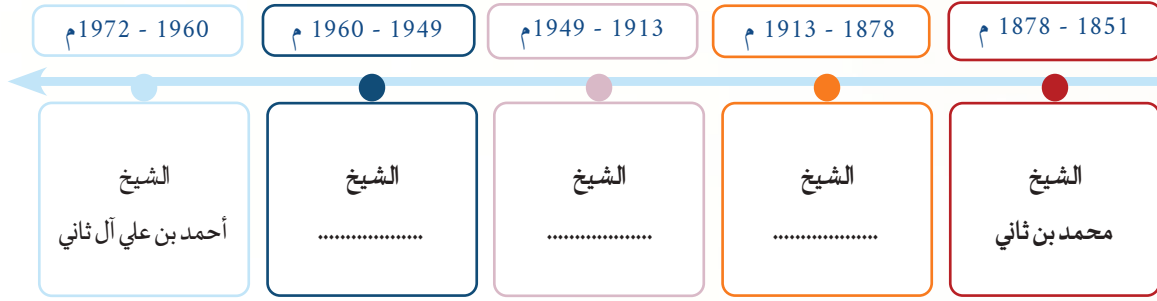 1851 - 1878 م
1878 - 1913 م
1913 - 1949م
1949 - 1960 م
1960 - 1972م
الشيخ
محمد بن ثاني
الشيخ
...................
الشيخ
...................
الشيخ
...................
الشيخ
أحمد بن علي آل ثاني